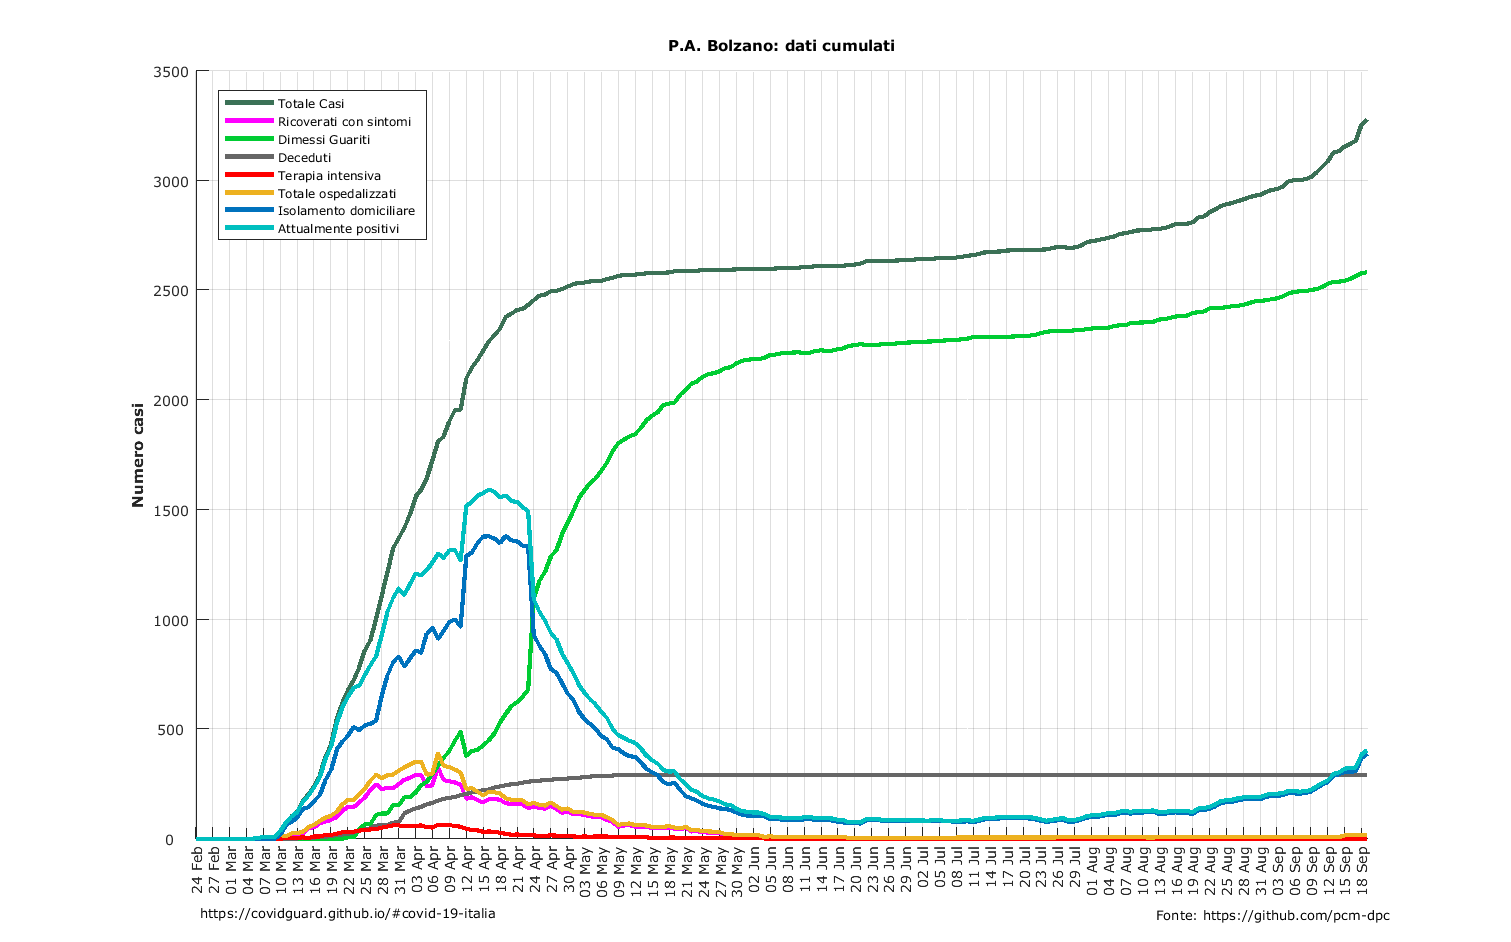 P.A. Bolzano: dati cumulati
Numero casi
3500
3000
2500
2000
1500
1000
500
0
Totale Casi
Ricoverati con sintomi
Dimessi Guariti
Deceduti
Terapia intensiva
Totale ospedalizzati
Isolamento domiciliare
Attualmente positivi
24 Feb
27 Feb
01 Mar
04 Mar
07 Mar
10 Mar
13 Mar
16 Mar
19 Mar
22 Mar
25 Mar
28 Mar
31 Mar
03 Apr
06 Apr
09 Apr
12 Apr
15 Apr
18 Apr
21 Apr
24 Apr
27 Apr
30 Apr
03 May
06 May
09 May
12 May
15 May
18 May
21 May
24 May
27 May
30 May
02 Jun
05 Jun
08 Jun
11 Jun
14 Jun
17 Jun
20 Jun
23 Jun
26 Jun
29 Jun
02 Jul
05 Jul
08 Jul
11 Jul
14 Jul
17 Jul
20 Jul
23 Jul
26 Jul
29 Jul
01 Aug
04 Aug
07 Aug
10 Aug
13 Aug
16 Aug
19 Aug
22 Aug
25 Aug
28 Aug
31 Aug
03 Sep
06 Sep
09 Sep
12 Sep
15 Sep
18 Sep
https://covidguard.github.io/#covid-19-italia
Fonte: https://github.com/pcm-dpc